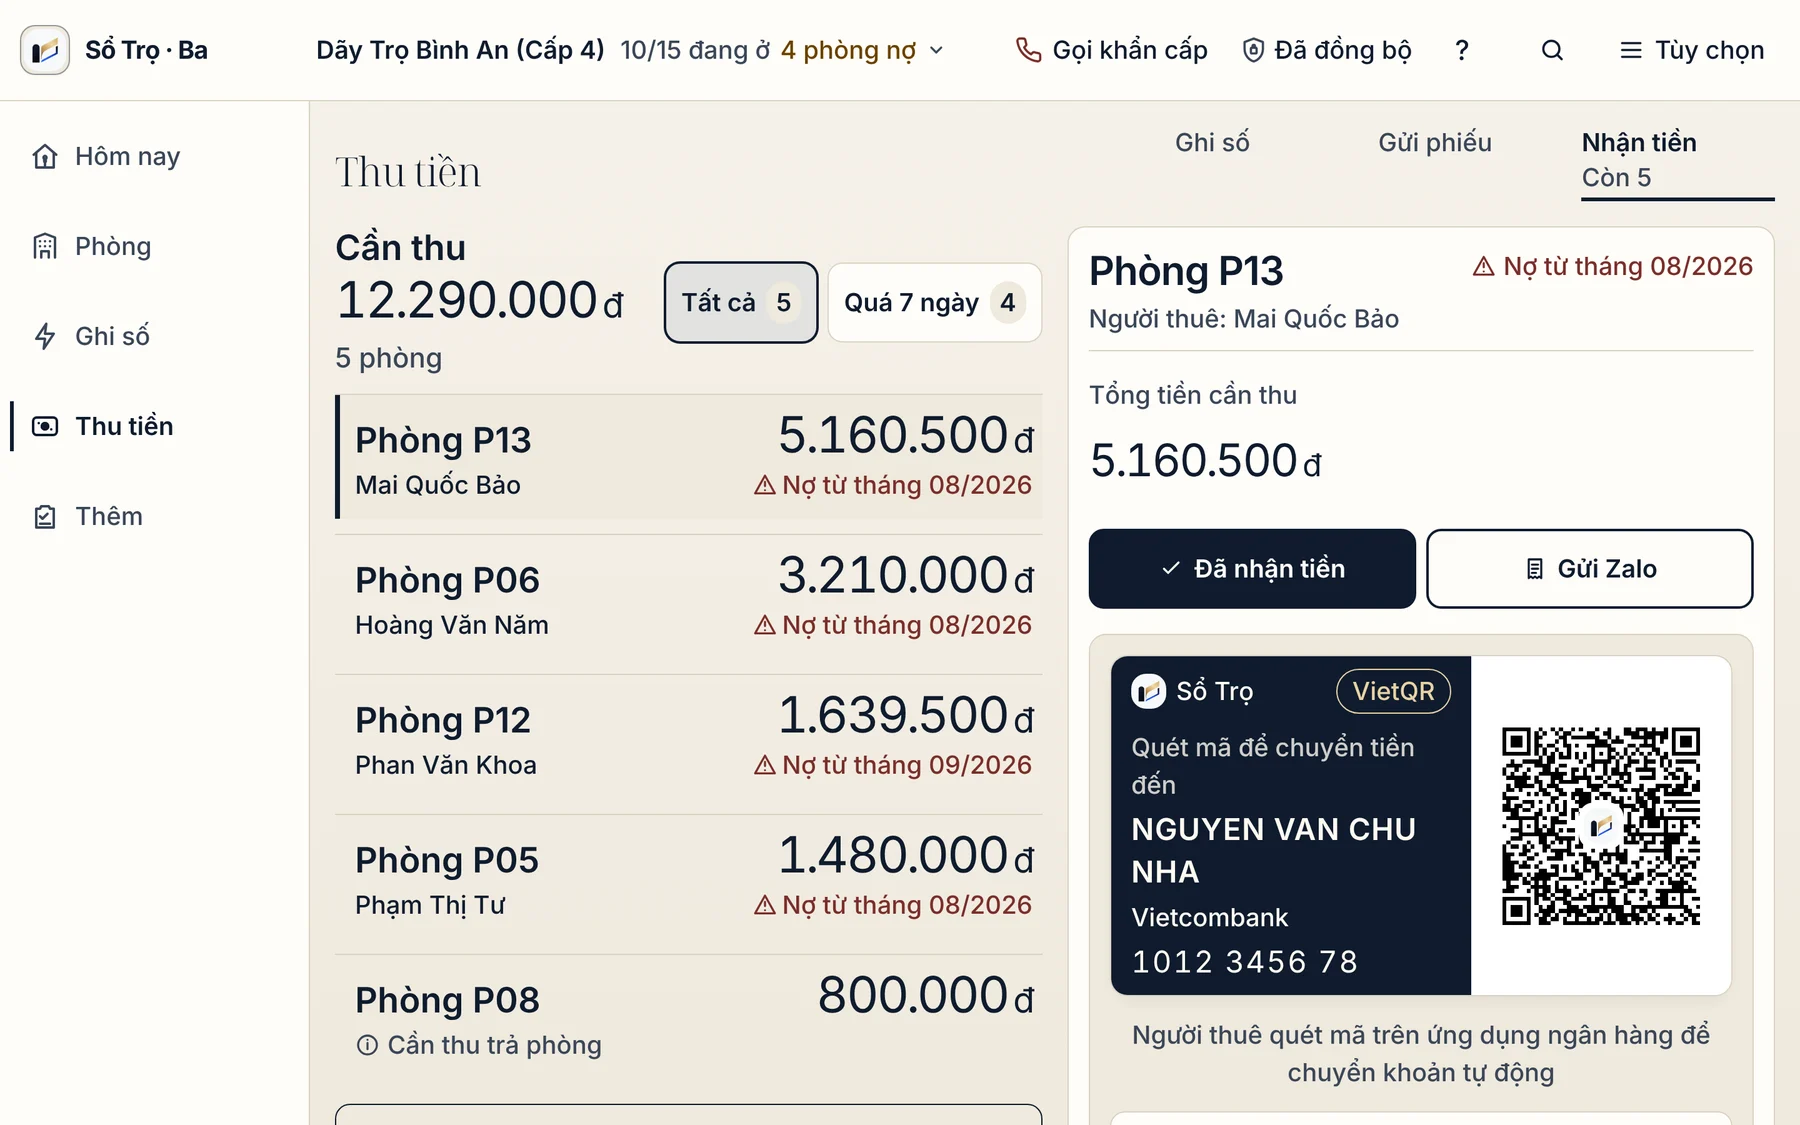 Sổ Trọ · Ba
Dãy Trọ Bình An (Cấp 4) 10/15 đang ở 4 phòng nợ
Gọi khẩn cấp
Đã đồng bộ
?
Tùy chọn
Hôm nay
Phòng
Ghi số
Thu tiền
Thêm
Thu tiền
Ghi số
Gửi phiếu
Nhận tiền
Còn 5
Cần thu
12.290.000 đ
5 phòng
Tất cả 5
Quá 7 ngày 4
Phòng P13 5.160.500 đ
Mai Quốc Bảo Nợ từ tháng 08/2026
Phòng P06 3.210.000 đ
Hoàng Văn Năm Nợ từ tháng 08/2026
Phòng P12 1.639.500 đ
Phan Văn Khoa Nợ từ tháng 09/2026
Phòng P05 1.480.000 đ
Phạm Thị Tư Nợ từ tháng 08/2026
Phòng P08 800.000 đ
Cần thu trả phòng
Phòng P13 Nợ từ tháng 08/2026
Người thuê: Mai Quốc Bảo
Tổng tiền cần thu
5.160.500 đ
Đã nhận tiền
Gửi Zalo
Sổ Trọ VietQR
Quét mã để chuyển tiền
đến
NGUYEN VAN CHU
NHA
Vietcombank
1012 3456 78
Người thuê quét mã trên ứng dụng ngân hàng để
chuyển khoản tự động